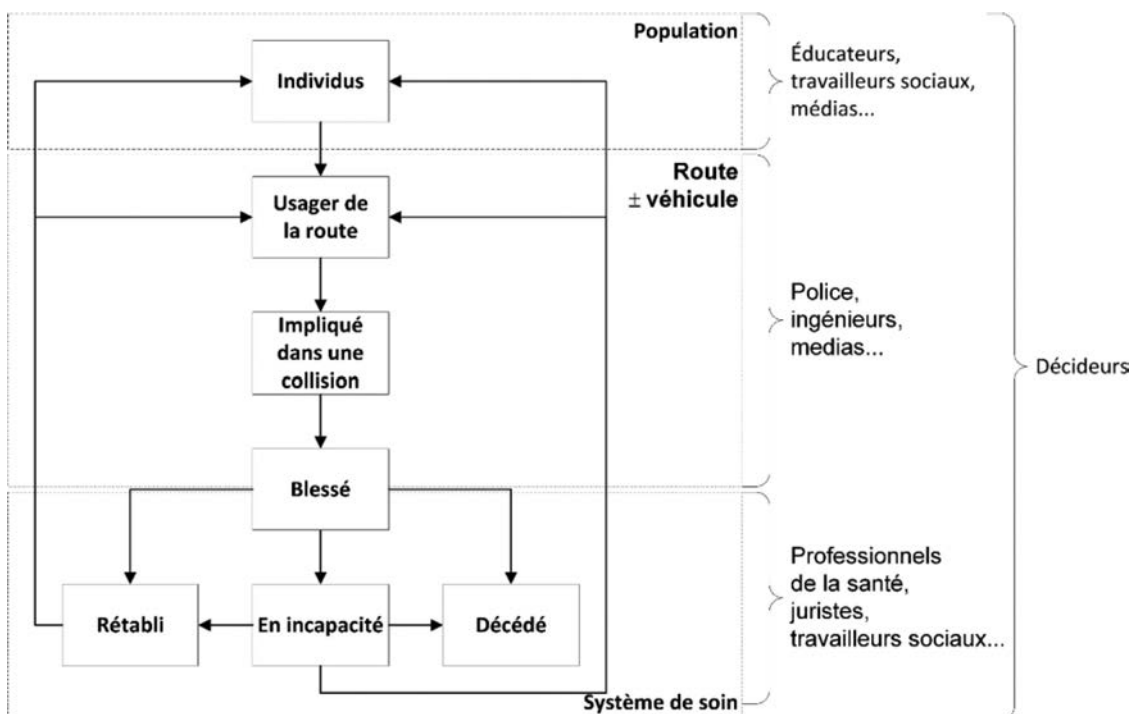 Population
Individus
Éducateurs,
travailleurs sociaux,
médias...
Route
± véhicule
Usager de
la route
Impliqué
dans une
collision
Police,
ingénieurs,
medias...
Décideurs
Blessé
Rétabli
En incapacité
Décédé
Professionnels
de la santé,
juristes,
travailleurs sociaux...
Système de soin